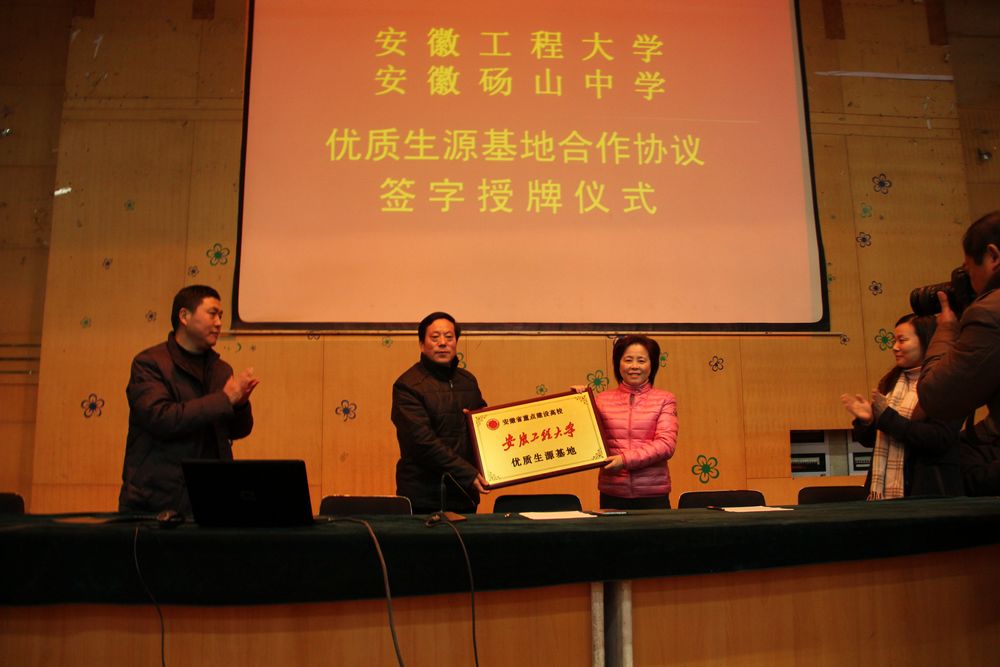 安徽工程大学
安徽砀山中学
优质生源基地合作协议
签字授牌仪式
安徽省重点建设高校
安徽工程大学
优质生源基地